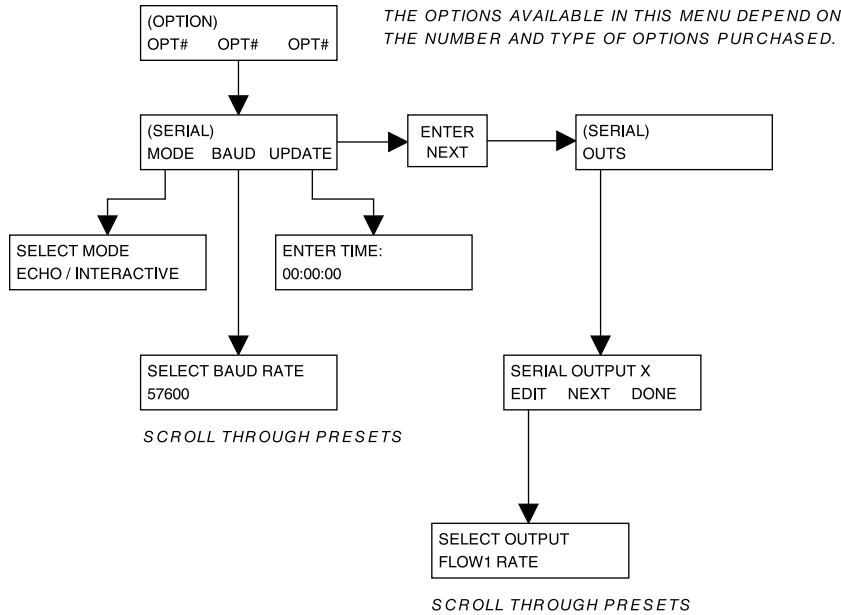 (OPTION)
OPT# OPT# OPT#
THE OPTIONS AVAILABLE IN THIS MENU DEPEND ON
THE NUMBER AND TYPE OF OPTIONS PURCHASED.
(SERIAL)
MODE BAUD UPDATE
ENTER
NEXT
(SERIAL)
OUTS
SELECT MODE
ECHO / INTERACTIVE
ENTER TIME:
00:00:00
SELECT BAUD RATE
57600
SCROLL THROUGH PRESETS
SERIAL OUTPUT X
EDIT NEXT DONE
SELECT OUTPUT
FLOW1 RATE
SCROLL THROUGH PRESETS